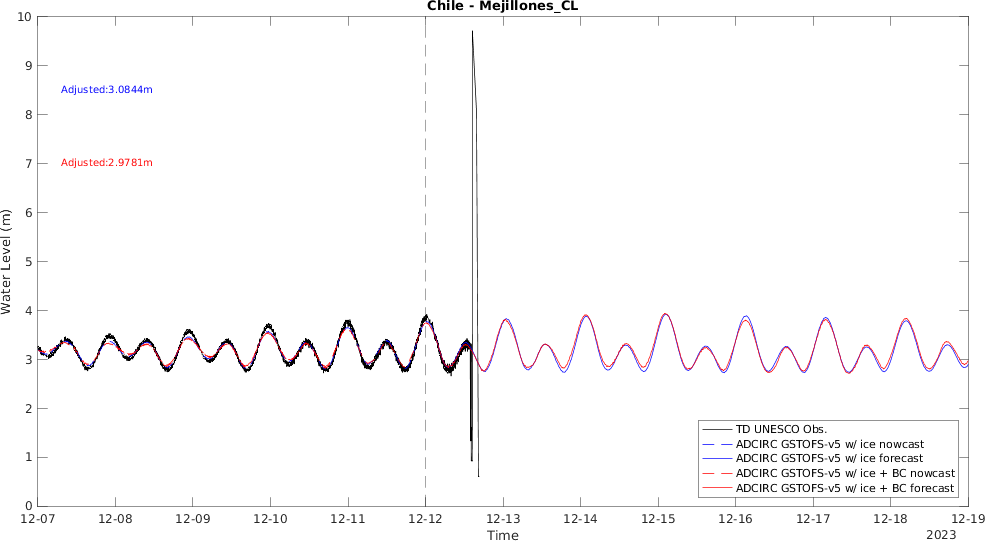 Chile - Mejillones_CL
10
9
8
7
6
5
4
3
2
1
0
Water Level (m)
Adjusted:3.0844m
Adjusted:2.9781m
TD UNESCO Obs.
ADCIRC GSTOFS-v5 w/ ice nowcast
ADCIRC GSTOFS-v5 w/ ice forecast
ADCIRC GSTOFS-v5 w/ ice + BC nowcast
ADCIRC GSTOFS-v5 w/ ice + BC forecast
12-07 12-08 12-09 12-10 12-11 12-12 12-13 12-14 12-15 12-16 12-17 12-18 12-19
Time
2023